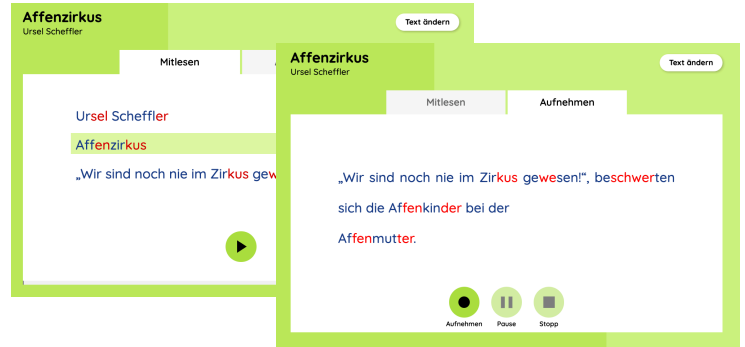 Affenzirkus
Ursel Scheffler
Text ändern
Mitlesen
Ursel Scheffler
Affenzirkus
„Wir sind noch nie im Zirkus
Affenzirkus
Ursel Scheffler
Text ändern
Mitlesen
Aufnehmen
„Wir sind noch nie im Zirkus gewesen!“, beschwerten
sich die Affenkinder bei der
Affenmutter.
Aufnehmen
Pause
Stopp